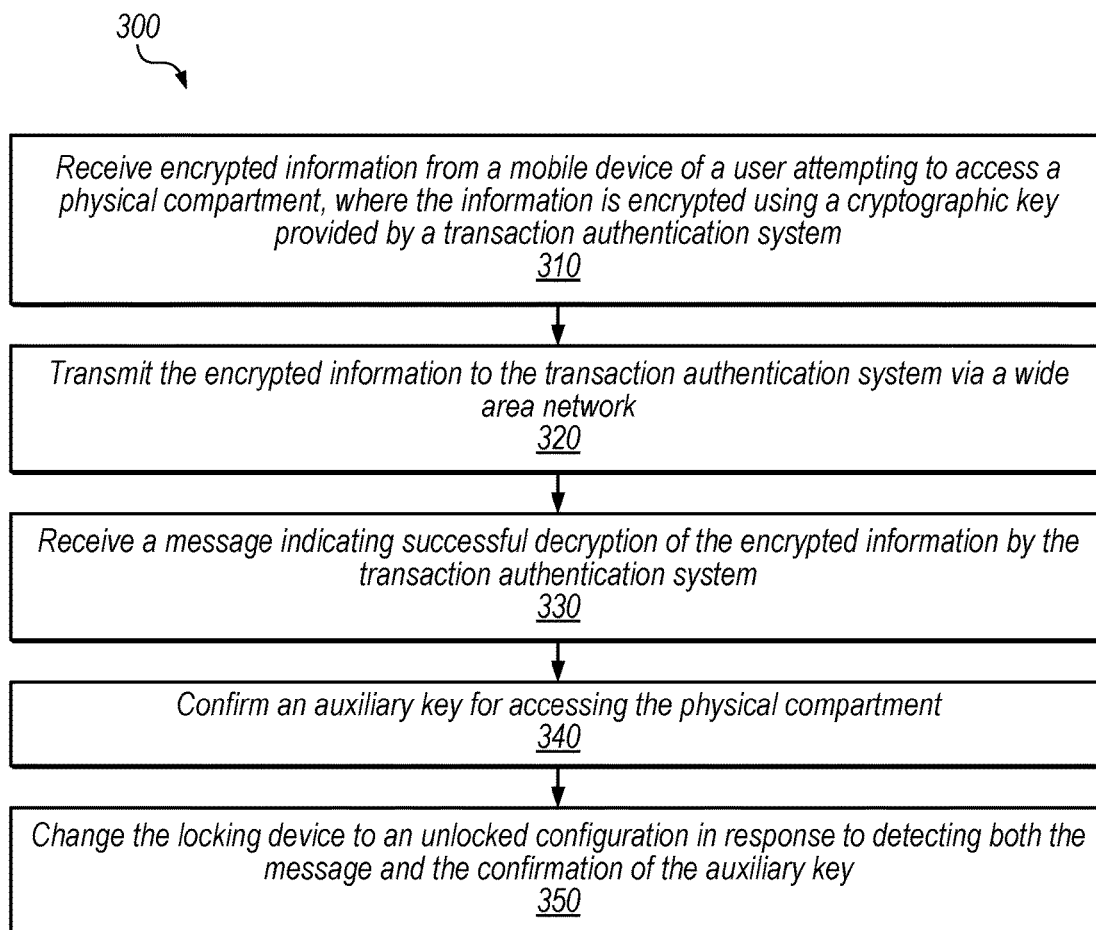 300
Receive encrypted information from a mobile device of a user attempting to access a
physical compartment, where the information is encrypted using a cryptographic key
provided by a transaction authentication system
310
Transmit the encrypted information to the transaction authentication system via a wide
area network
320
Receive a message indicating successful decryption of the encrypted information by the
transaction authentication system
330
Confirm an auxiliary key for accessing the physical compartment
340
Change the locking device to an unlocked configuration in response to detecting both the
message and the confirmation of the auxiliary key
350